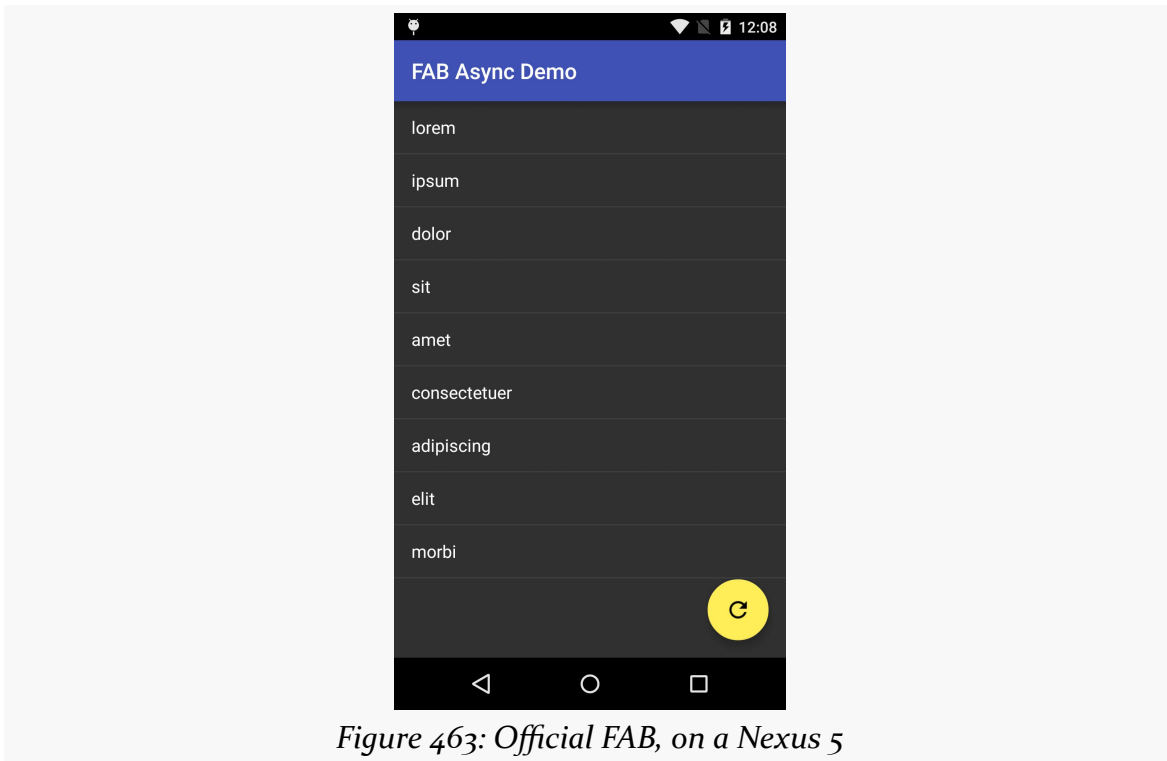 12:08
FAB Async Demo
lorem
ipsum
dolor
sit
amet
consectetuer
adipiscing
elit
morbi
Figure 463: Official FAB, on a Nexus 5